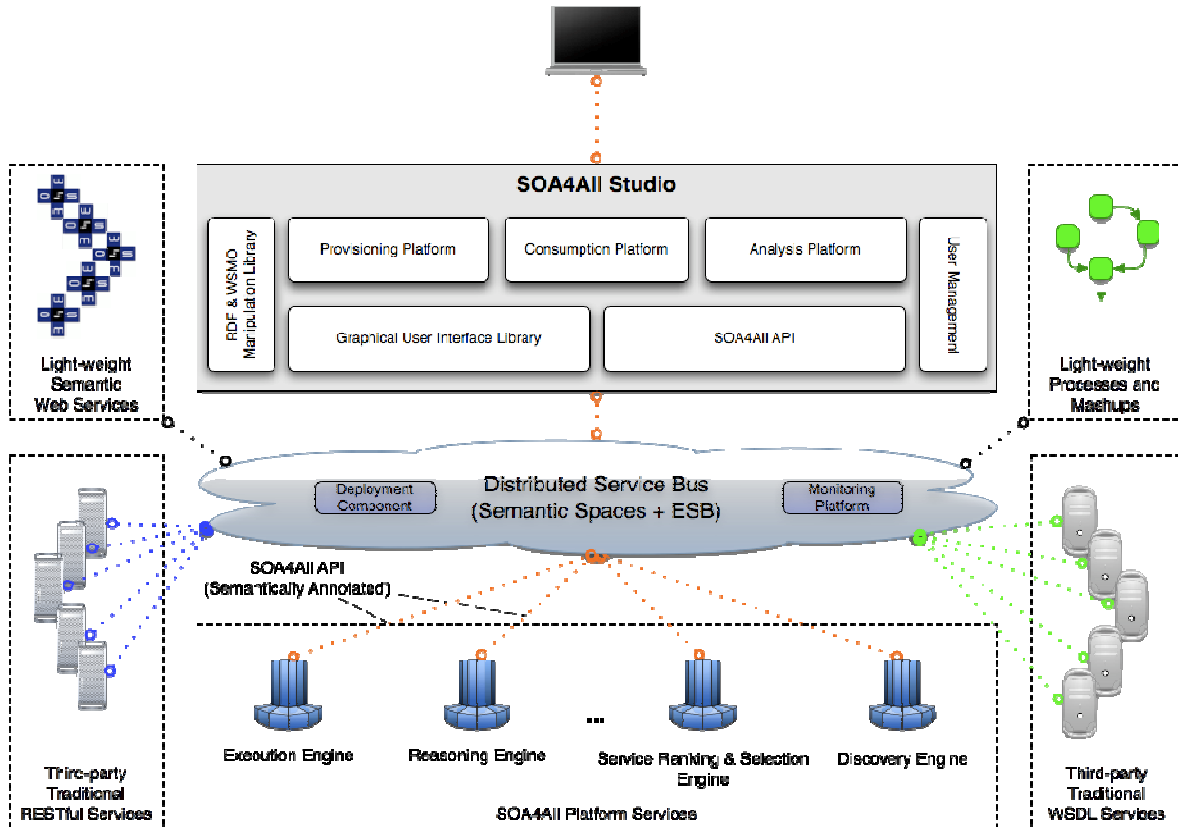 SOA4All Studio
RDF & WSMO
Manipulation Library
Provisioning Platform
Consumption Platform
Analysis Platform
User Management
Graphical User Interface Library
SOA4All API
Light-weight
Semantic
Web Services
Light-weight
Processes and
Mashups
Deployment
Component
Distributed Service Bus
(Semantic Spaces + ESB)
Monitoring
Platform
SOA4All API
(Semantically Annotated)
Execution Engine
Reasoning Engine
...
Service Ranking & Selection
Engine
Discovery Engine
Third-party
Traditional
RESTful Services
SOA4All Platform Services
Third-party
Traditional
WSDL Services